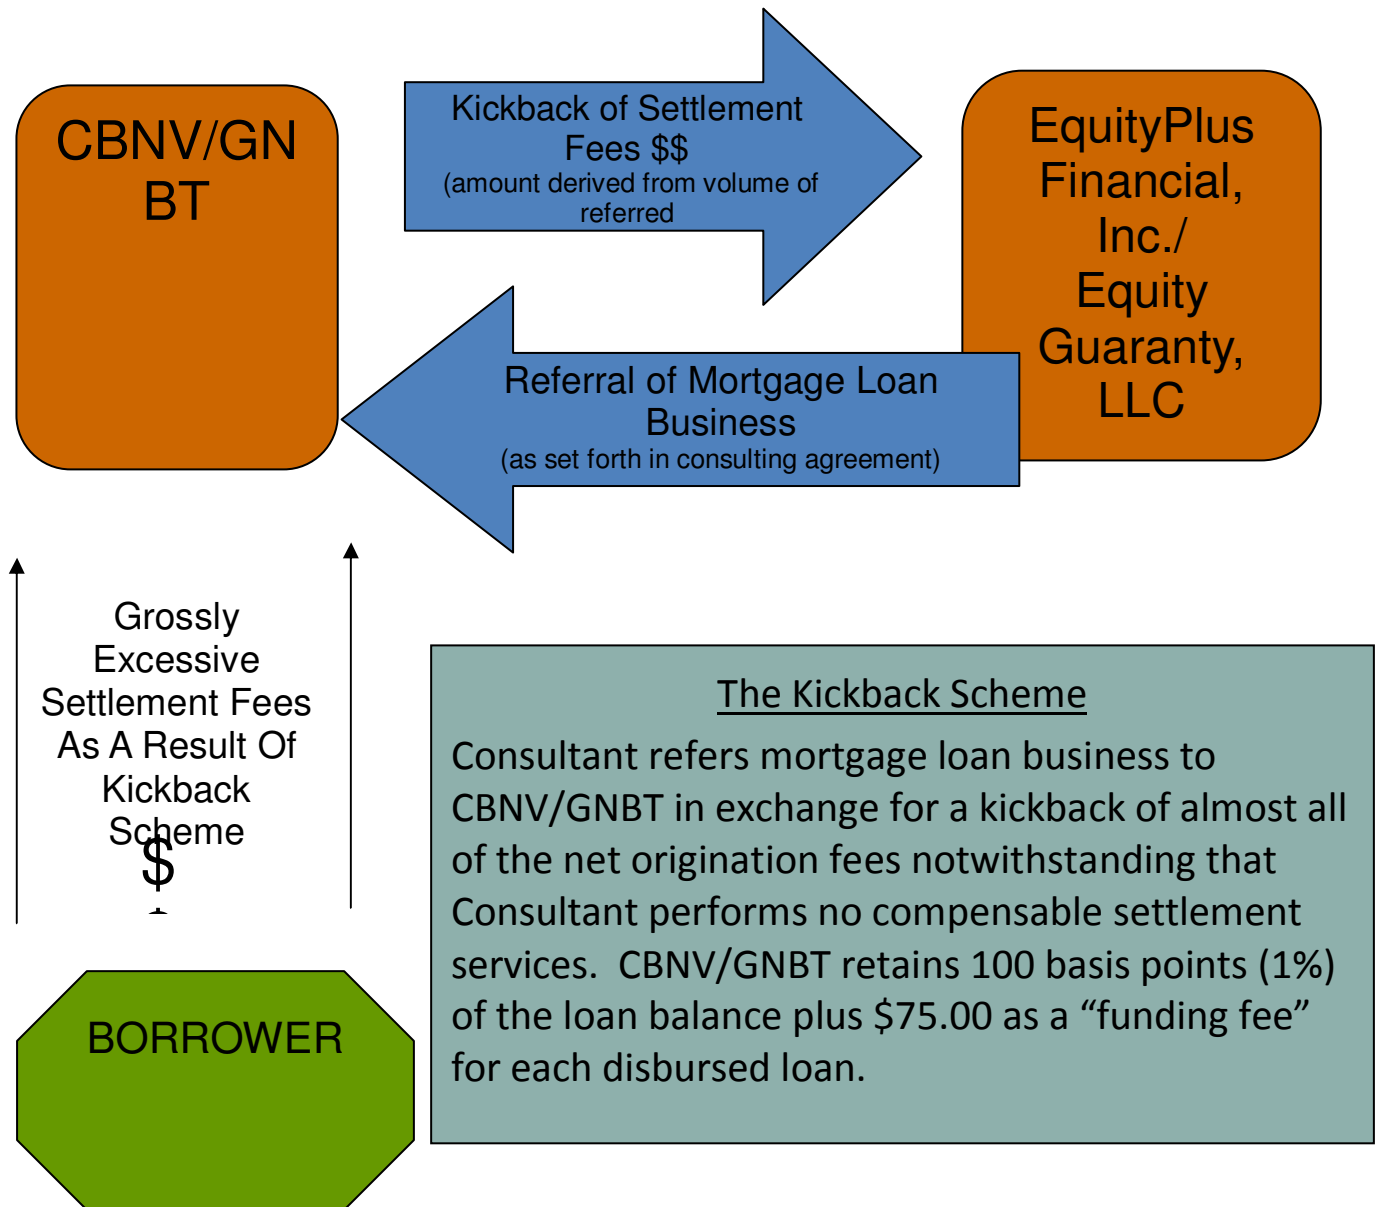 CBNV/GN
BT
Kickback of Settlement
Fees $$
(amount derived from volume of
referred
EquityPlus
Financial,
Inc./
Equity
Guaranty,
LLC
Referral of Mortgage Loan
Business
(as set forth in consulting agreement)
Grossly
Excessive
Settlement Fees
As A Result Of
Kickback
Scheme
$
The Kickback Scheme
Consultant refers mortgage loan business to
CBNV/GNBT in exchange for a kickback of almost all
of the net origination fees notwithstanding that
Consultant performs no compensable settlement
services.  CBNV/GNBT retains 100 basis points (1%)
of the loan balance plus $75.00 as a “funding fee”
for each disbursed loan.
BORROWER